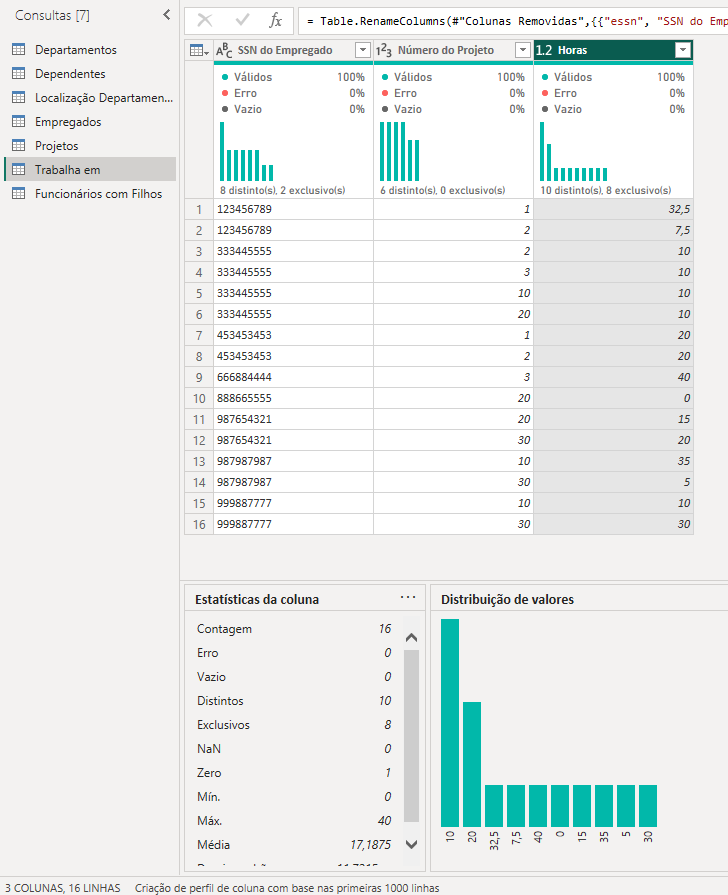 Consultas [7]
Departamentos
Dependentes
Localização Departamen...
Empregados
Projetos
Trabalha em
Funcionários com Filhos
fx
= Table.RenameColumns(#"Colunas Removidas",{{"essn", "SSN do Emp
ABC SSN do Empregado 123 Número do Projeto 1.2 Horas
Válidos 100% Válidos 100% Válidos 100%
Erro 0% Erro 0% Erro 0%
Vazio 0% Vazio 0% Vazio 0%
8 distinto(s), 2 exclusivo(s) 6 distinto(s), 0 exclusivo(s) 10 distinto(s), 8 exclusivo(s)
1 123456789 1 32,5
2 123456789 2 7,5
3 333445555 2 10
4 333445555 3 10
5 333445555 10 10
6 333445555 20 10
7 453453453 1 20
8 453453453 2 20
9 666884444 3 40
10 888665555 20 0
11 987654321 20 15
12 987654321 30 20
13 987987987 10 35
14 987987987 30 5
15 999887777 10 10
16 999887777 30 30
Estatísticas da coluna ...
Contagem 16
Erro 0
Vazio 0
Distintos 10
Exclusivos 8
NaN 0
Zero 1
Mín. 0
Máx. 40
Média 17,1875
Distribuição de valores
10 20 32,5 7,5 40 0 15 35 5 30
3 COLUNAS, 16 LINHAS Criação de perfil de coluna com base nas primeiras 1000 linhas